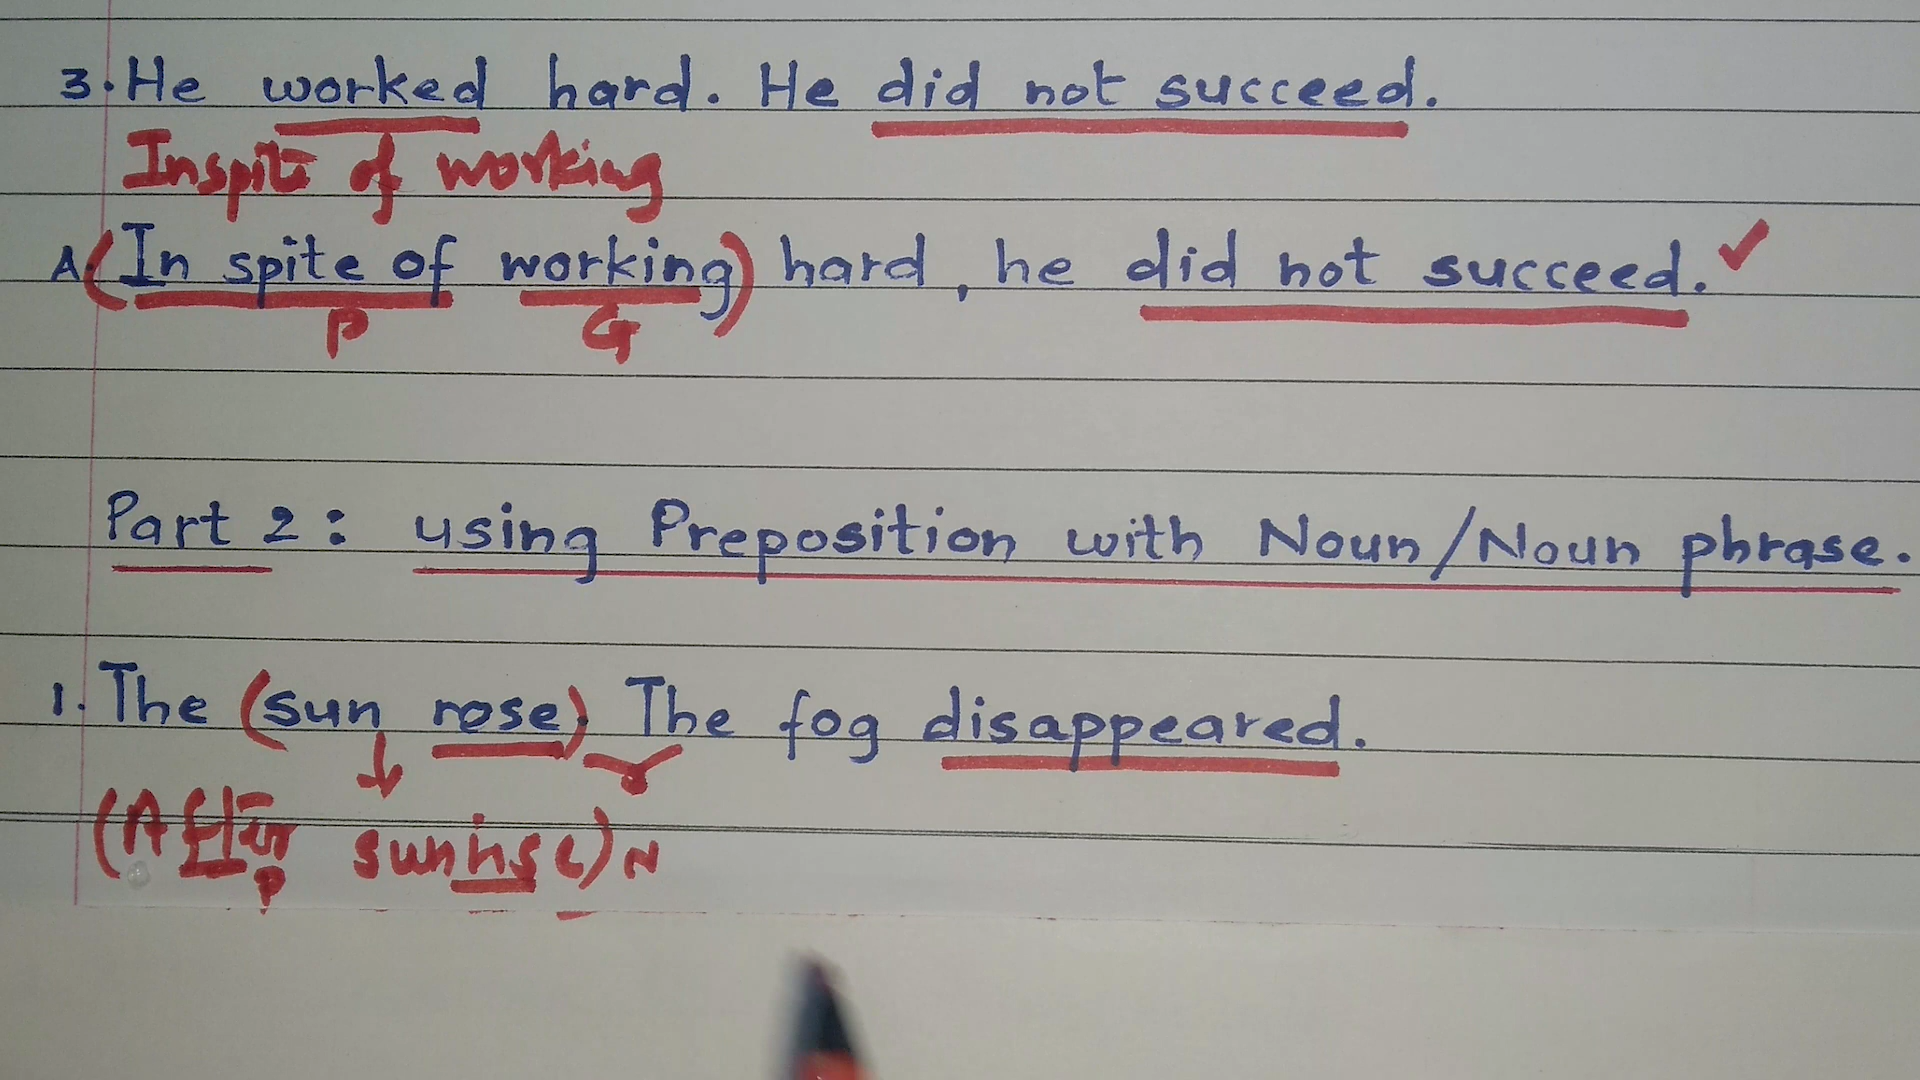 3. He worked hard. He did not succeed.
Inspite of working
A. (In spite of working) hard, he did not succeed. ✓
P G
Part 2: using Preposition with Noun/Noun phrase.
1. The (sun rose). The fog disappeared.
(After sunrise) N
P